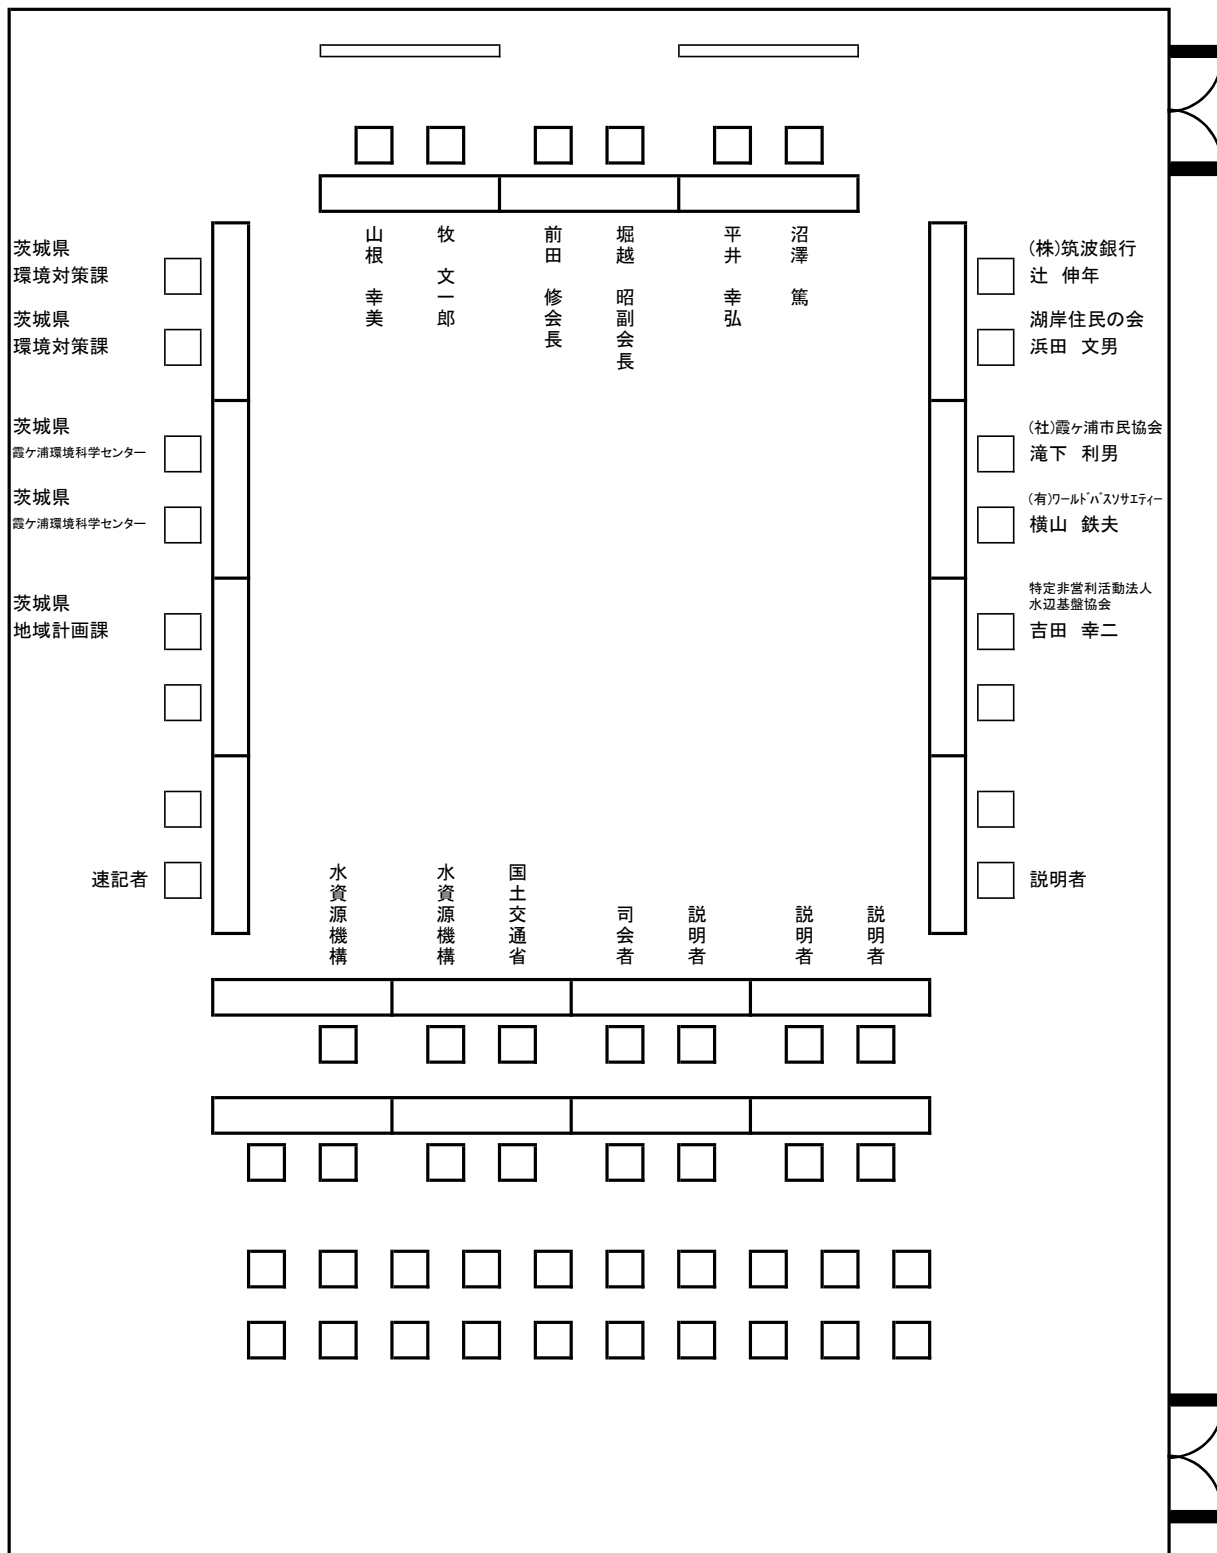 山根　幸美
牧　文一郎
前田　修会長
堀越　昭副会長
平井　幸弘
沼澤　篤
茨城県
環境対策課
茨城県
環境対策課
茨城県
霞ケ浦環境科学センター
茨城県
霞ケ浦環境科学センター
茨城県
地域計画課
速記者
(株)筑波銀行
辻　伸年
湖岸住民の会
浜田　文男
(社)霞ヶ浦市民協会
滝下　利男
(有)ワールドバスソサエティー
横山　鉄夫
特定非営利活動法人
水辺基盤協会
吉田　幸二
説明者
水資源機構
水資源機構
国土交通省
司会者
説明者
説明者
説明者